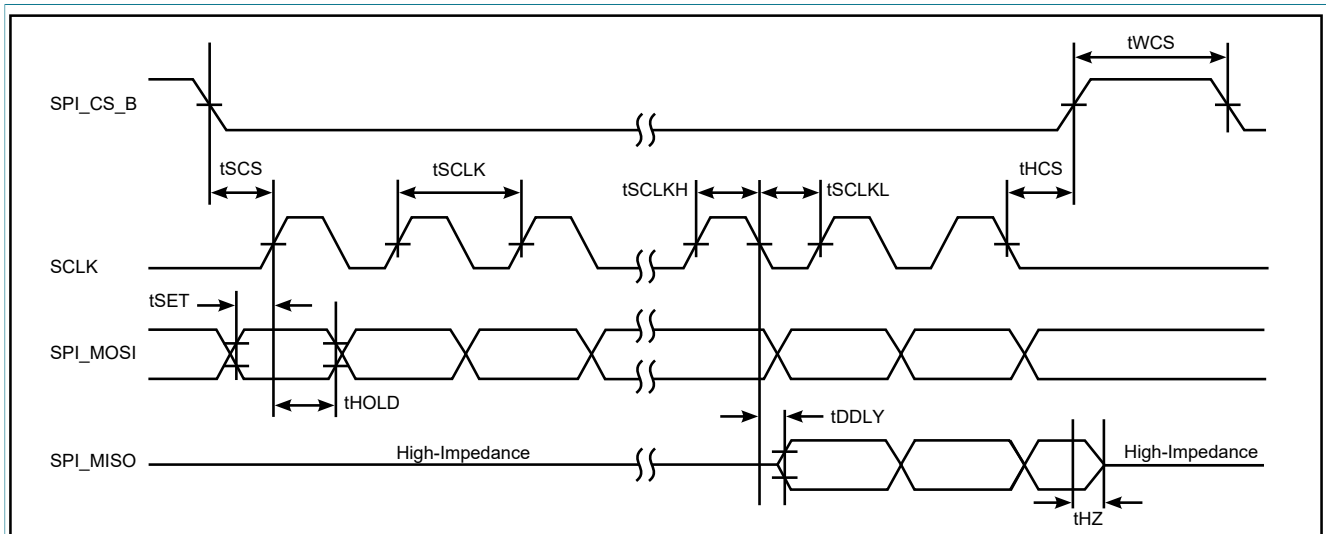 tWCS
SPI_CS_B
tSCS
tSCLK
tSCLKH
tSCLKL
tHCS
SCLK
tSET
SPI_MOSI
tHOLD
tDDLY
SPI_MISO
High-Impedance
High-Impedance
tHZ